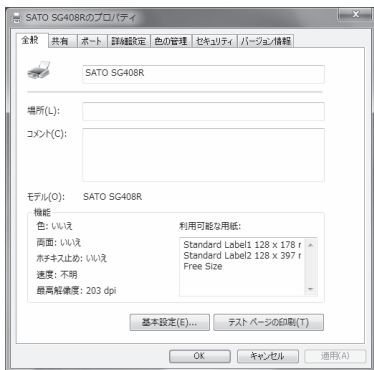 SATO SG408Rのプロパティ
全般 共有 ポート 詳細設定 色の管理 セキュリティ バージョン情報
SATO SG408R
場所(L):
コメント(C):
モデル(O): SATO SG408R
機能
色: いいえ
両面: いいえ
ホチキス止め: いいえ
速度: 不明
最高解像度: 203 dpi
利用可能な用紙:
Standard Label1 128 x 178 r
Standard Label2 128 x 397 r
Free Size
基本設定(E)... テスト ページの印刷(T)
OK キャンセル 適用(A)